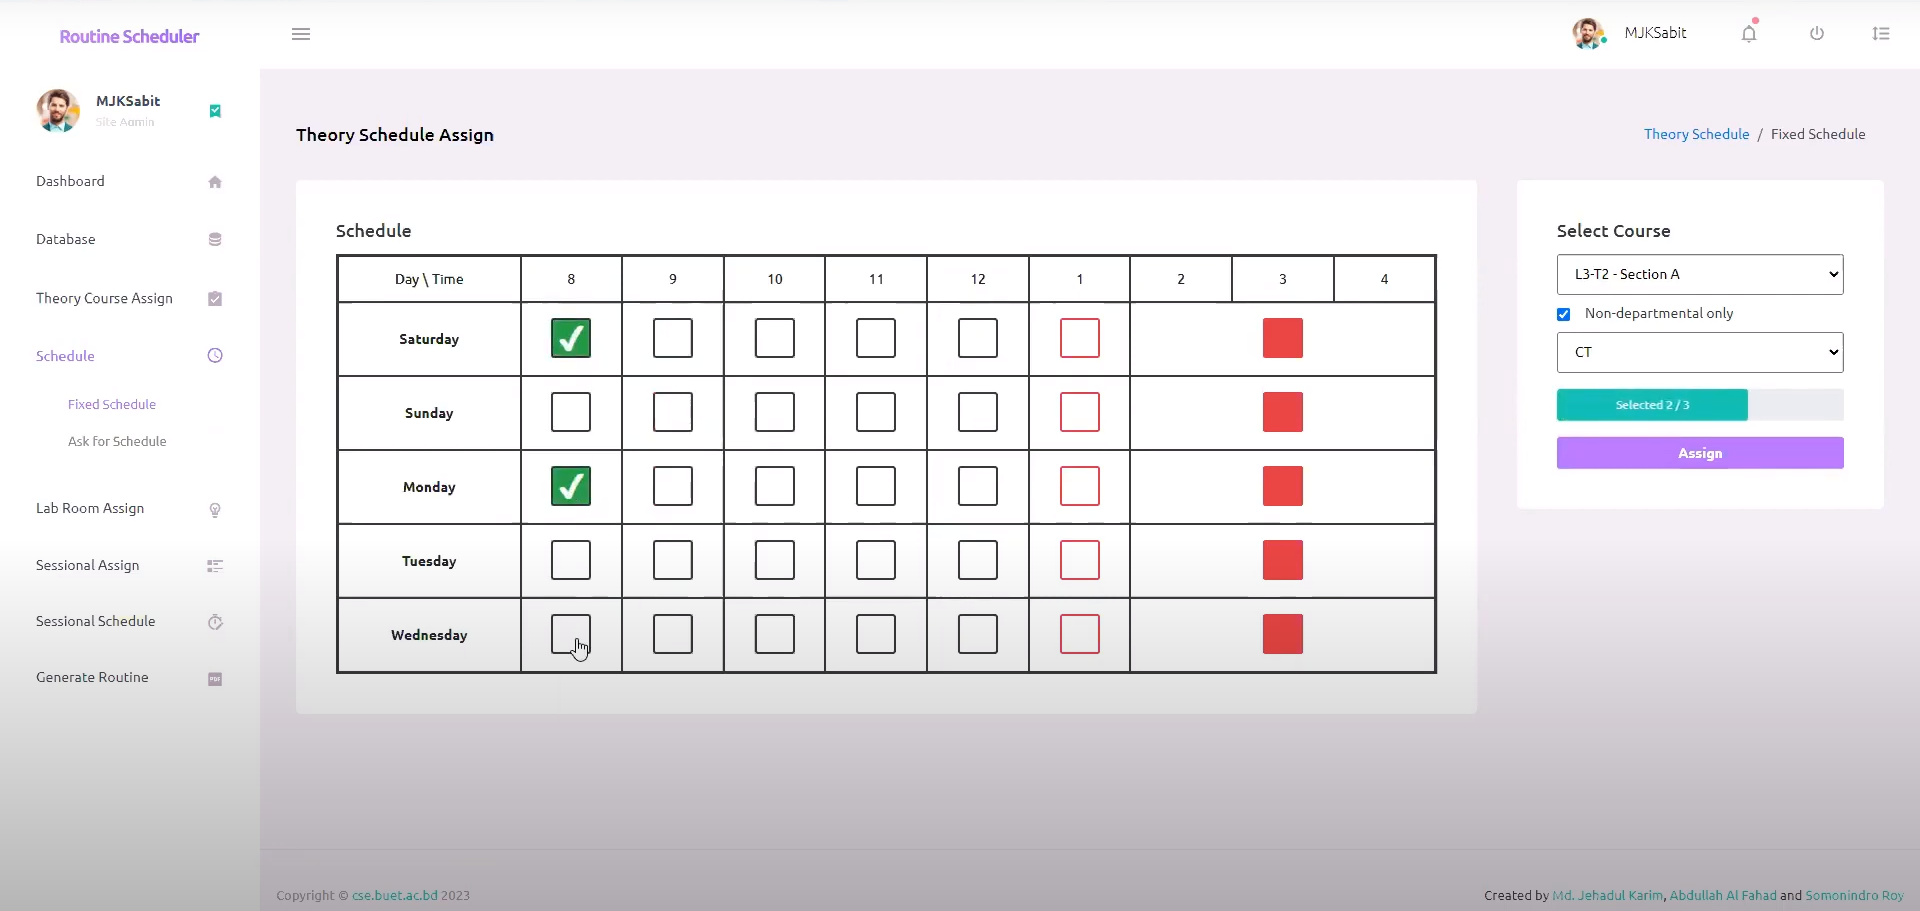 Routine Scheduler
MJKSabit
MJKSabit
Site Admin
Dashboard
Database
Theory Course Assign
Schedule
Fixed Schedule
Ask for Schedule
Lab Room Assign
Sessional Assign
Sessional Schedule
Generate Routine
PDF
Theory Schedule Assign
Theory Schedule / Fixed Schedule
Schedule
Day \ Time 8 9 10 11 12 1 2 3 4
Saturday
Sunday
Monday
Tuesday
Wednesday
Select Course
L3-T2 - Section A
Non-departmental only
CT
Selected 2 / 3
Assign
Copyright © cse.buet.ac.bd 2023
Created by Md. Jehadul Karim, Abdullah Al Fahad and Somonindro Roy